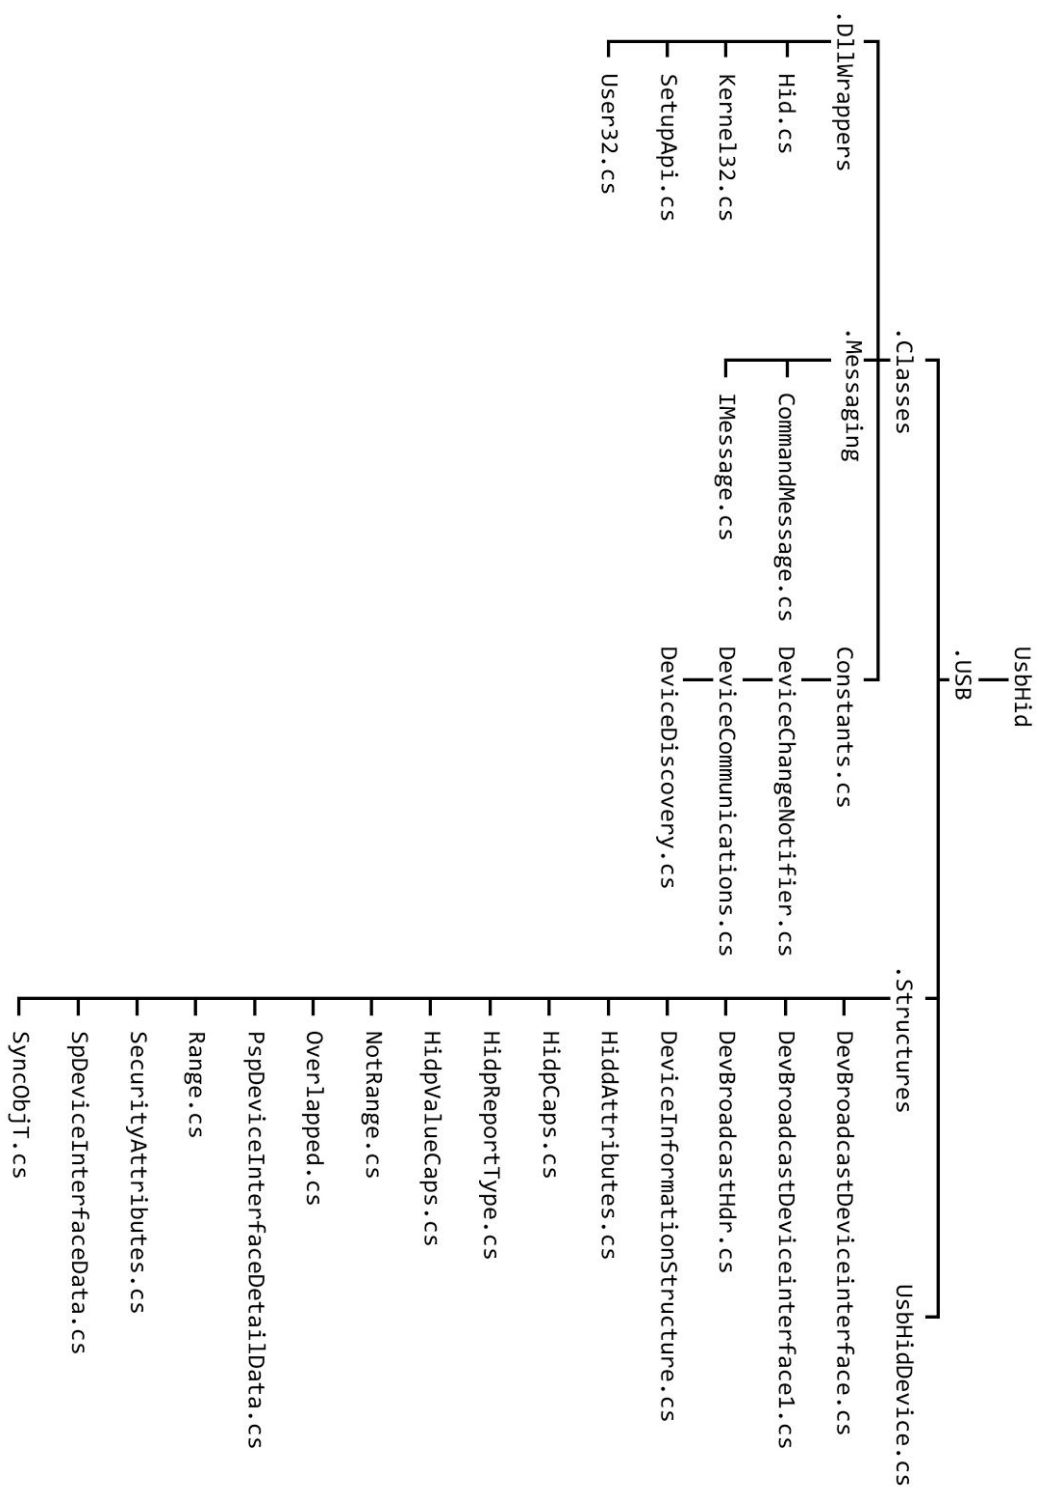 UsbHid
.USB
.Classes
.Structures
UsbHidDevice.cs
.DllWrappers
Hid.cs
Kernel32.cs
SetupApi.cs
User32.cs
.Messaging
CommandMessage.cs
IMessage.cs
Constants.cs
DeviceChangeNotifier.cs
DeviceCommunications.cs
DeviceDiscovery.cs
DevBroadcastDeviceinterface.cs
DevBroadcastDeviceinterface1.cs
DevBroadcastHdr.cs
DeviceInformationStructure.cs
HiddAttributes.cs
HidpCaps.cs
HidpReportType.cs
HidpValueCaps.cs
NotRange.cs
Overlapped.cs
PspDeviceInterfaceDetailData.cs
Range.cs
SecurityAttributes.cs
SpDeviceInterfaceData.cs
SyncObjT.cs